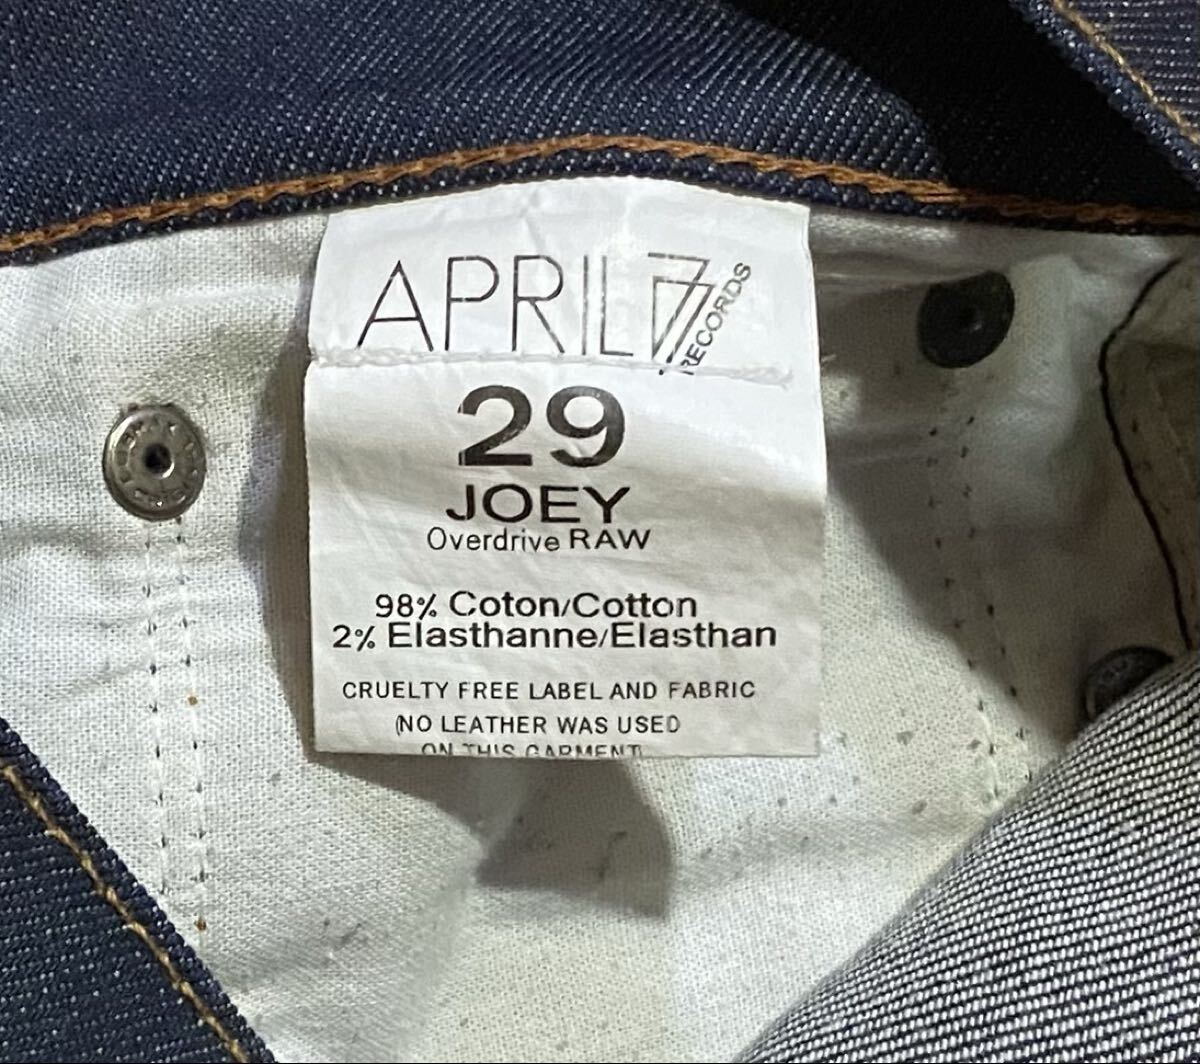 APRIL77
RECORDS
29
JOEY
Overdrive RAW
98% Coton/Cotton
2% Elasthanne/Elasthan
CRUELTY FREE LABEL AND FABRIC
(NO LEATHER WAS USED
ON THIS GARMENT)